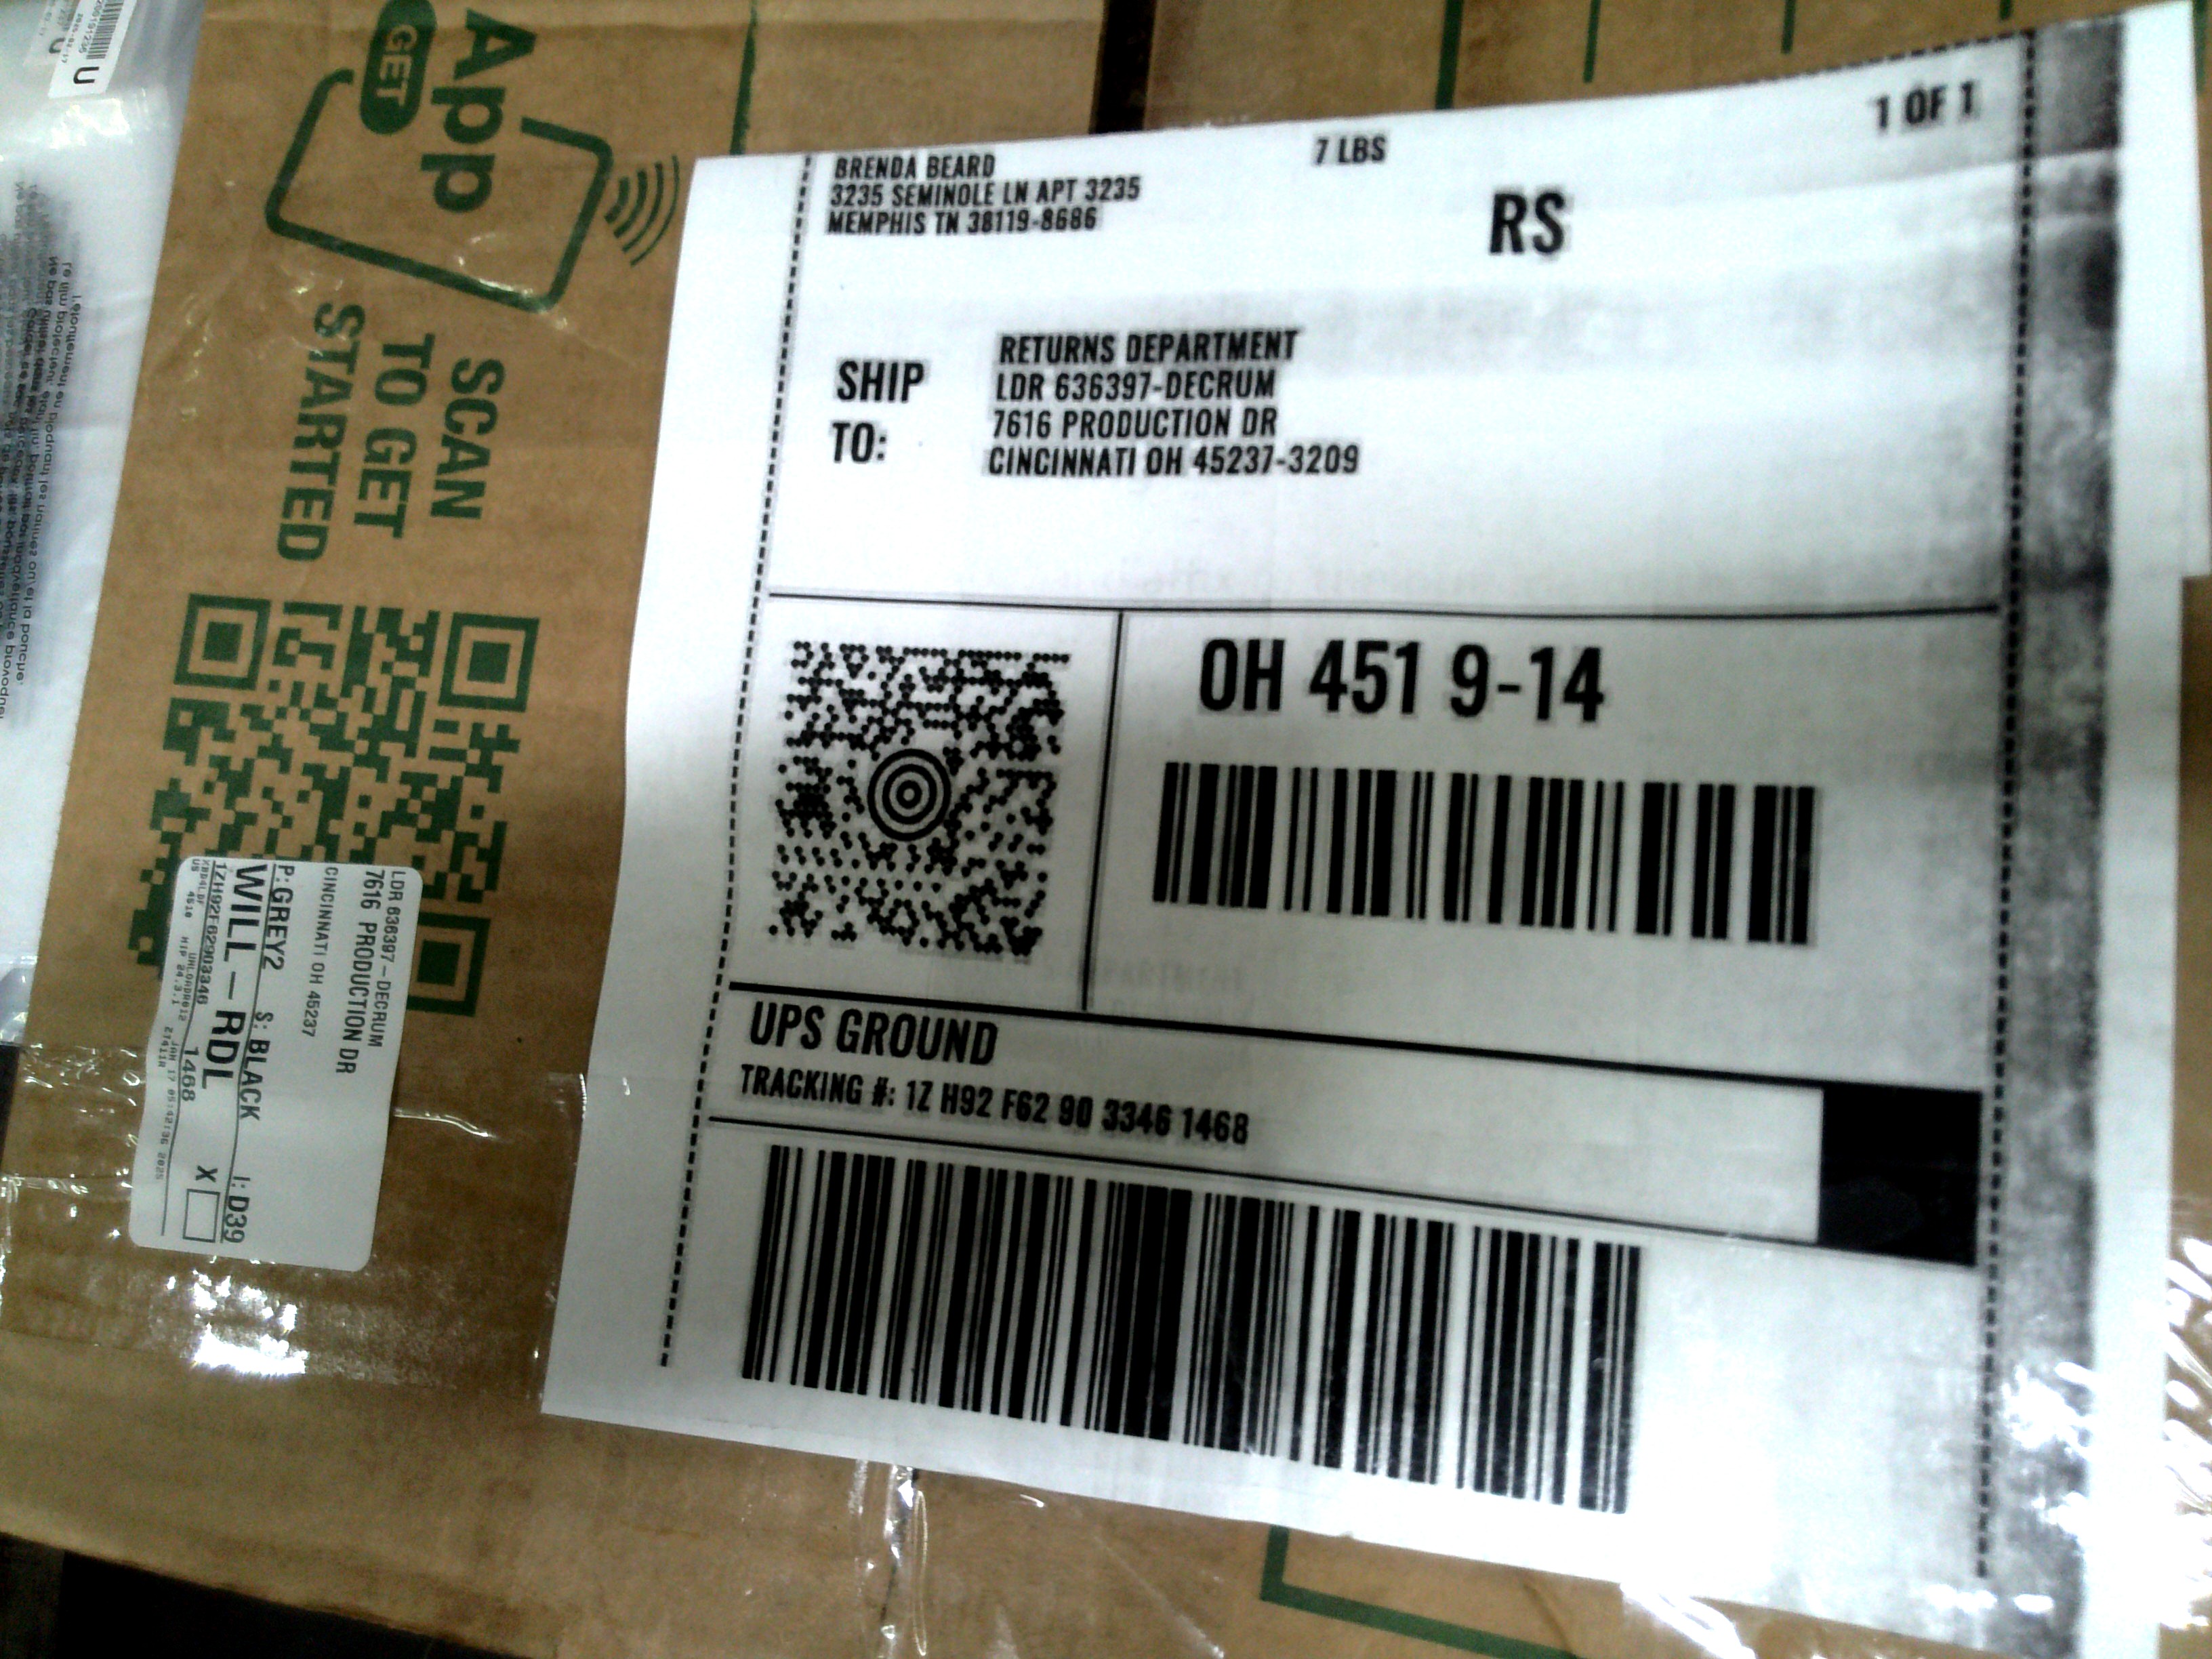 BRENDA BEARD
3235 SEMINOLE LN APT 3235
MEMPHIS TN 38119-8686
7 LBS
1 OF 1
RS
SHIP TO:
RETURNS DEPARTMENT
LDR 636397-DECRUM
7616 PRODUCTION DR
CINCINNATI OH 45237-3209
OH 451 9-14
UPS GROUND
TRACKING #: 1Z H92 F62 90 3346 1468
GET
App
SCAN
TO GET
STARTED
LDR 636397-DECRUM
7616 PRODUCTION DR
CINCINNATI OH 45237
P: GREY2 S: BLACK I: D39
WILL-RDL
1ZH92F62903346 1468 X
U